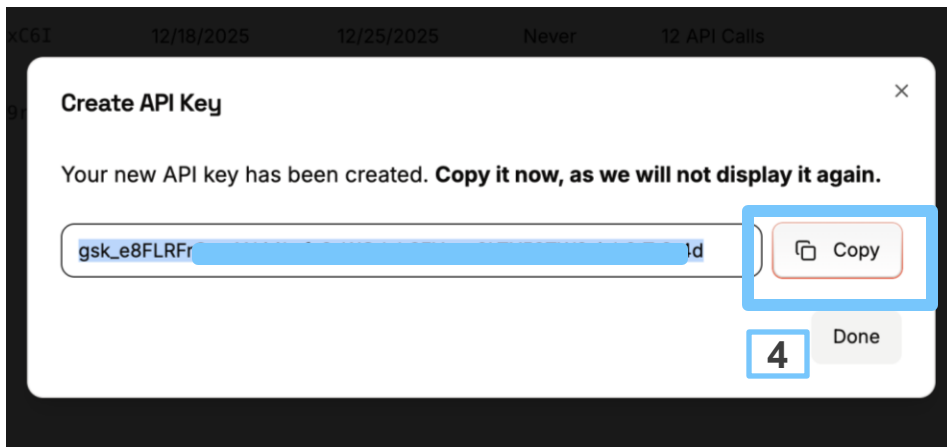 xC6I 12/18/2025 12/25/2025 Never 12 API Calls
Create API Key
Your new API key has been created. Copy it now, as we will not display it again.
gsk_e8FLRFr
4d
Copy
Done
4